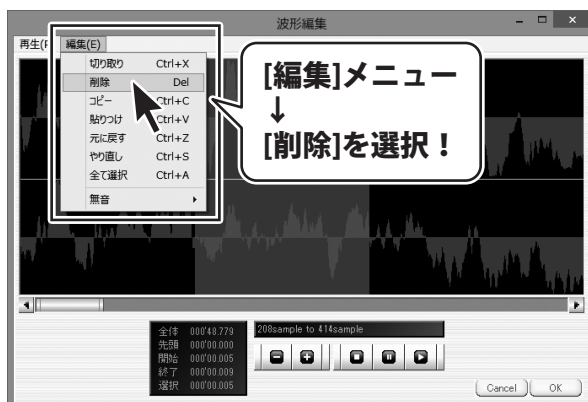 波形編集
再生(P
編集(E)
切り取り Ctrl+X
削除 Del
コピー Ctrl+C
貼りつけ Ctrl+V
元に戻す Ctrl+Z
やり直し Ctrl+S
全て選択 Ctrl+A
無音
[編集]メニュー
↓
[削除]を選択！
全体 000'48.779
先頭 000'00.000
開始 000'00.005
終了 000'00.009
選択 000'00.005
208sample to 414sample
Cancel
OK